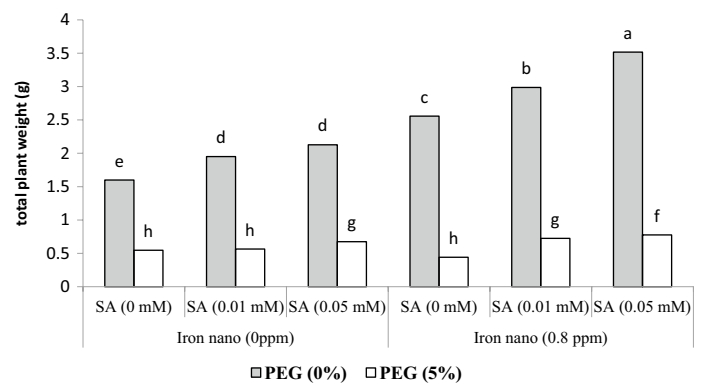 total plant weight (g)
4
3.5
3
2.5
2
1.5
1
0.5
0
e
h
d
h
d
g
c
h
b
g
a
f
SA (0 mM) SA (0.01 mM) SA (0.05 mM) SA (0 mM) SA (0.01 mM) SA (0.05 mM)
Iron nano (0ppm) Iron nano (0.8 ppm)
PEG (0%) PEG (5%)